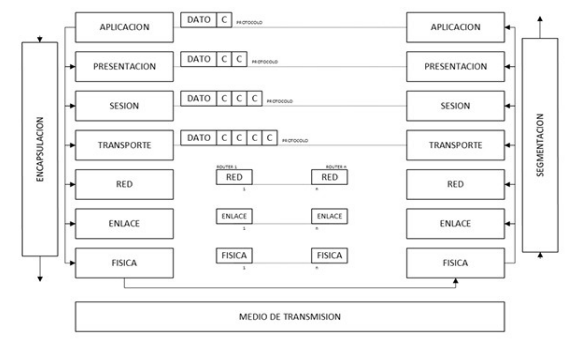 APLICACION DATO C PROTOCOLO APLICACION
PRESENTACION DATO C C PROTOCOLO PRESENTACION
SESION DATO C C C PROTOCOLO SESION
TRANSPORTE DATO C C C C PROTOCOLO TRANSPORTE
ENCAPSULACION
SEGMENTACION
ROUTER 1 ROUTER n
RED RED RED RED
1 n
ENLACE ENLACE ENLACE ENLACE
1 n
FISICA FISICA FISICA FISICA
1 n
MEDIO DE TRANSMISION